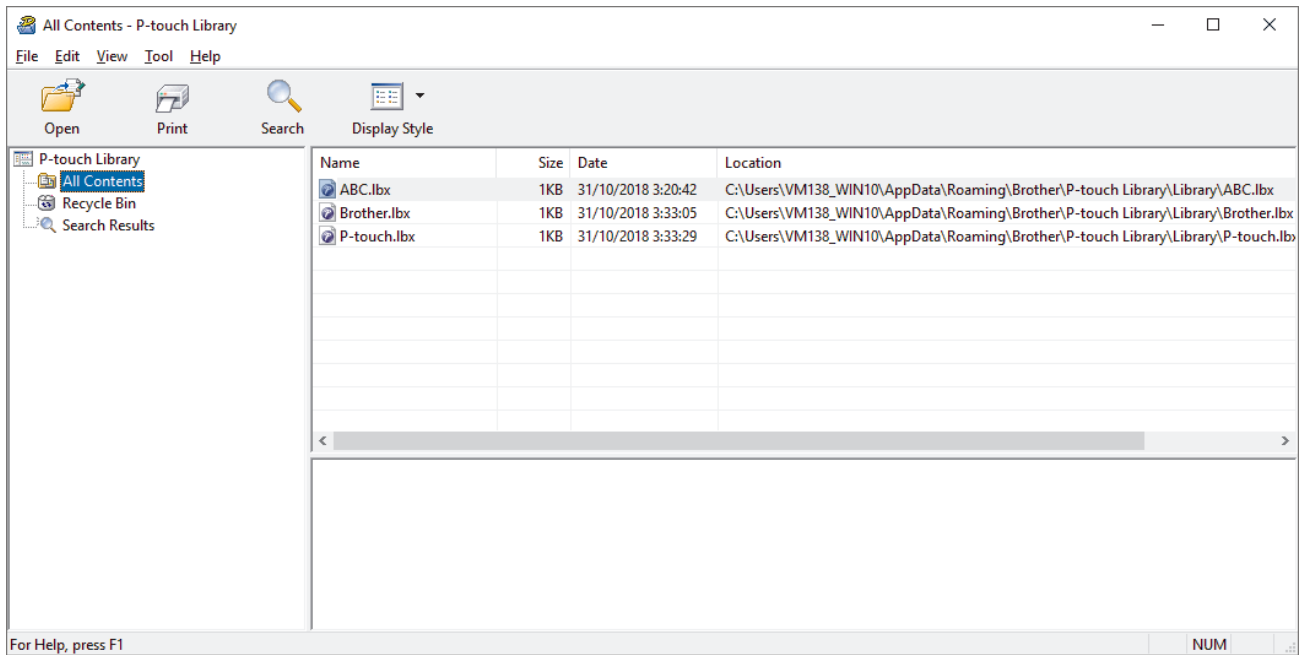 All Contents - P-touch Library
File Edit View Tool Help
Open Print Search Display Style
P-touch Library
All Contents
Recycle Bin
Search Results
Name Size Date Location
ABC.lbx 1KB 31/10/2018 3:20:42 C:\Users\VM138_WIN10\AppData\Roaming\Brother\P-touch Library\Library\ABC.lbx
Brother.lbx 1KB 31/10/2018 3:33:05 C:\Users\VM138_WIN10\AppData\Roaming\Brother\P-touch Library\Library\Brother.lbx
P-touch.lbx 1KB 31/10/2018 3:33:29 C:\Users\VM138_WIN10\AppData\Roaming\Brother\P-touch Library\Library\P-touch.lbx
For Help, press F1 NUM